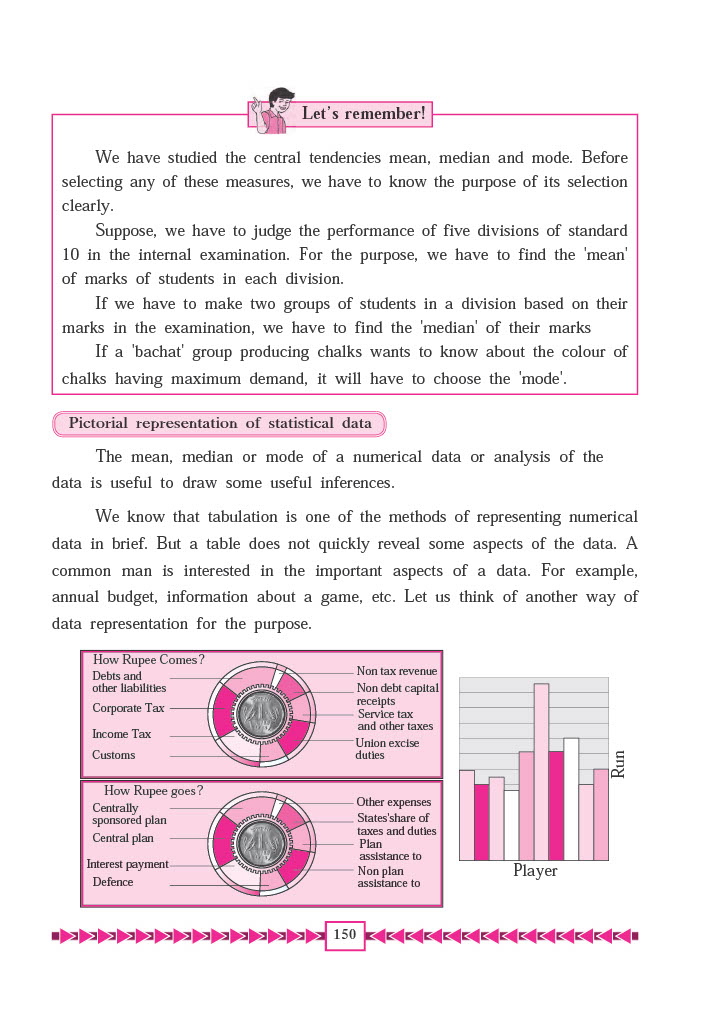 Let's remember!
We have studied the central tendencies mean, median and mode. Before
selecting any of these measures, we have to know the purpose of its selection
clearly.
Suppose, we have to judge the performance of five divisions of standard
10 in the internal examination. For the purpose, we have to find the 'mean'
of marks of students in each division.
If we have to make two groups of students in a division based on their
marks in the examination, we have to find the 'median' of their marks
If a 'bachat' group producing chalks wants to know about the colour of
chalks having maximum demand, it will have to choose the 'mode'.
Pictorial representation of statistical data
The mean, median or mode of a numerical data or analysis of the
data is useful to draw some useful inferences.
We know that tabulation is one of the methods of representing numerical
data in brief. But a table does not quickly reveal some aspects of the data. A
common man is interested in the important aspects of a data. For example,
annual budget, information about a game, etc. Let us think of another way of
data representation for the purpose.
How Rupee Comes?
Debts and
other liabilities
Corporate Tax
Income Tax
Customs
Non tax revenue
Non debt capital
receipts
Service tax
and other taxes
Union excise
duties
How Rupee goes?
Centrally
sponsored plan
Central plan
Interest payment
Defence
Other expenses
States'share of
taxes and duties
Plan
assistance to
Non plan
assistance to
Run
Player
150